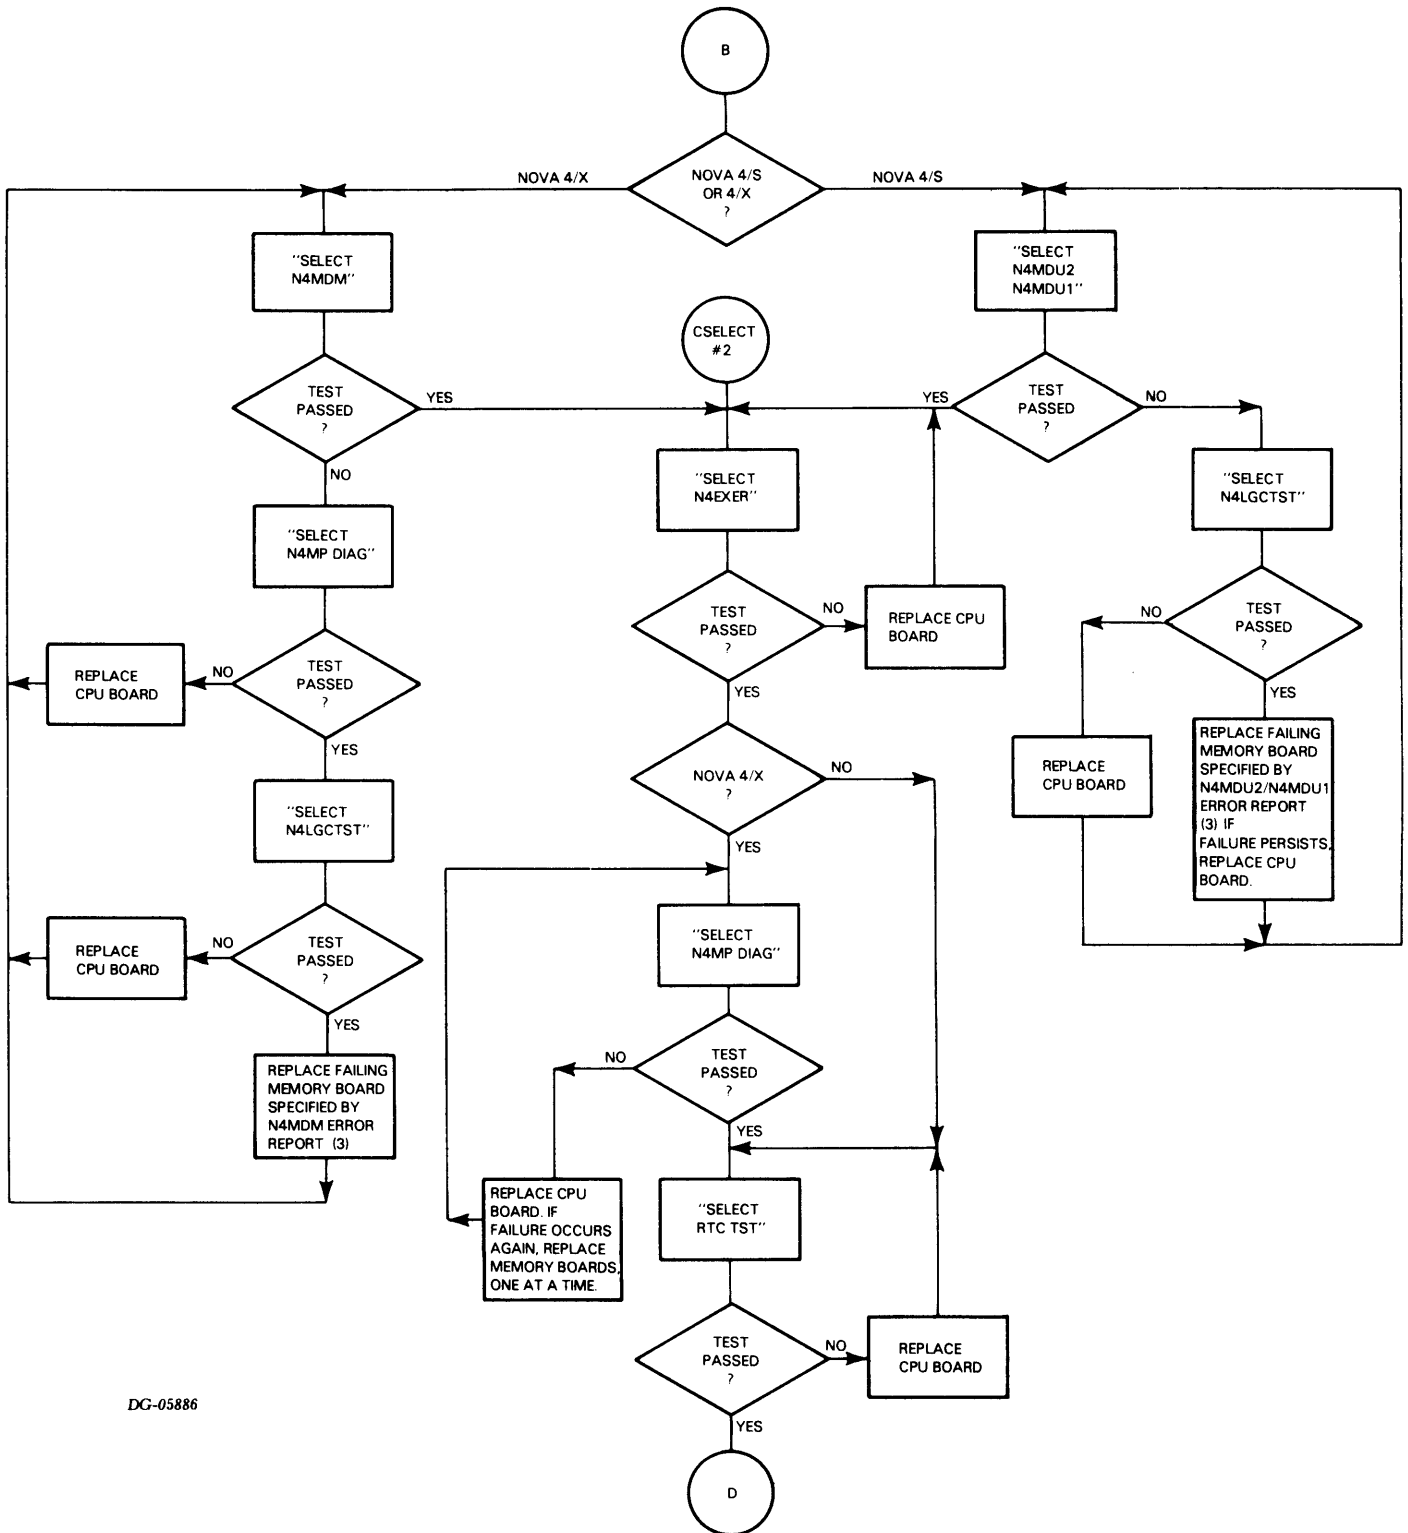 B
NOVA 4/X
NOVA 4/S
OR 4/X
?
NOVA 4/S
"SELECT
N4MDM"
"SELECT
N4MDU2
N4MDU1"
CSELECT
#2
TEST
PASSED
?
YES
NO
YES
TEST
PASSED
?
NO
"SELECT
N4EXER"
"SELECT
N4LGCTST"
"SELECT
N4MP DIAG"
TEST
PASSED
?
NO
YES
REPLACE CPU
BOARD
NO
TEST
PASSED
?
YES
REPLACE
CPU BOARD
NO
TEST
PASSED
?
YES
NOVA 4/X
?
NO
YES
REPLACE
CPU BOARD
REPLACE FAILING
MEMORY BOARD
SPECIFIED BY
N4MDU2/N4MDU1
ERROR REPORT
(3) IF
FAILURE PERSISTS,
REPLACE CPU
BOARD.
"SELECT
N4LGCTST"
"SELECT
N4MP DIAG"
REPLACE
CPU BOARD
NO
TEST
PASSED
?
YES
NO
TEST
PASSED
?
YES
REPLACE FAILING
MEMORY BOARD
SPECIFIED BY
N4MDM ERROR
REPORT (3)
REPLACE CPU
BOARD. IF
FAILURE OCCURS
AGAIN, REPLACE
MEMORY BOARDS,
ONE AT A TIME.
"SELECT
RTC TST"
TEST
PASSED
?
NO
YES
REPLACE
CPU BOARD
DG-05886
D